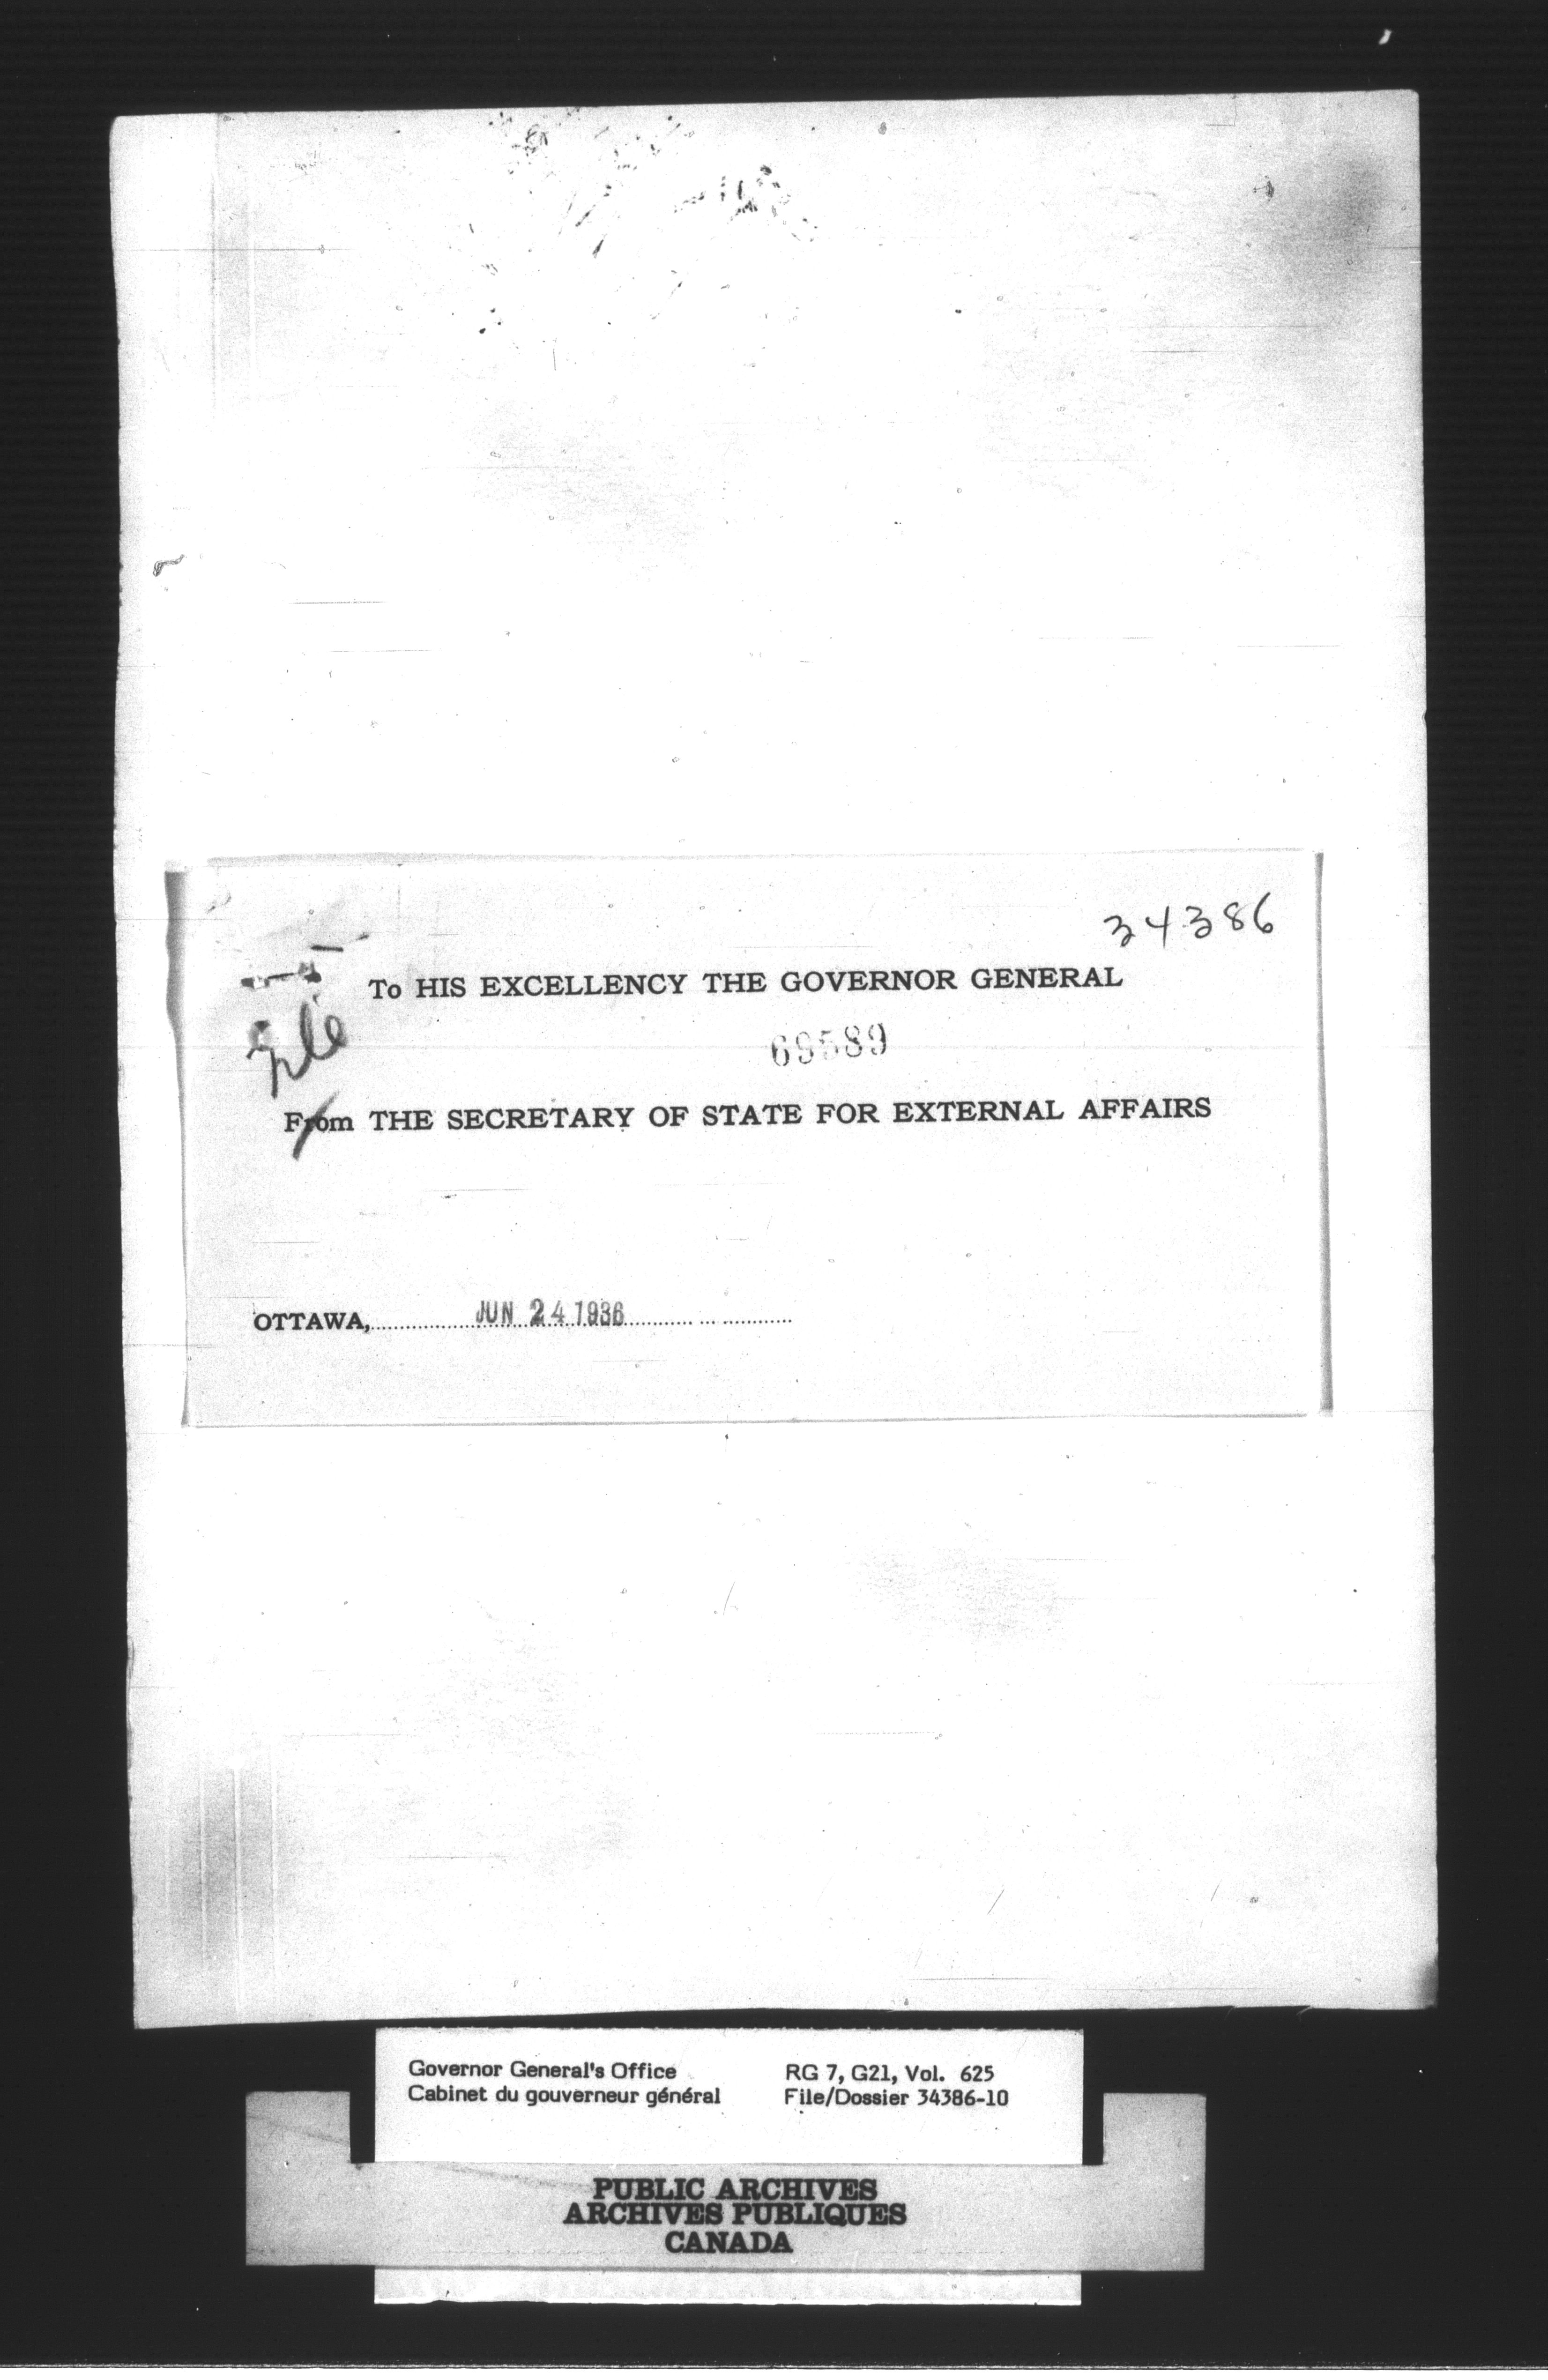 34386
To HIS EXCELLENCY THE GOVERNOR GENERAL
69589
From THE SECRETARY OF STATE FOR EXTERNAL AFFAIRS
OTTAWA, JUN 24 1936
Governor General's Office RG 7, G21, Vol. 625
Cabinet du gouverneur général File/Dossier 34386-10
PUBLIC ARCHIVES
ARCHIVES PUBLIQUES
CANADA